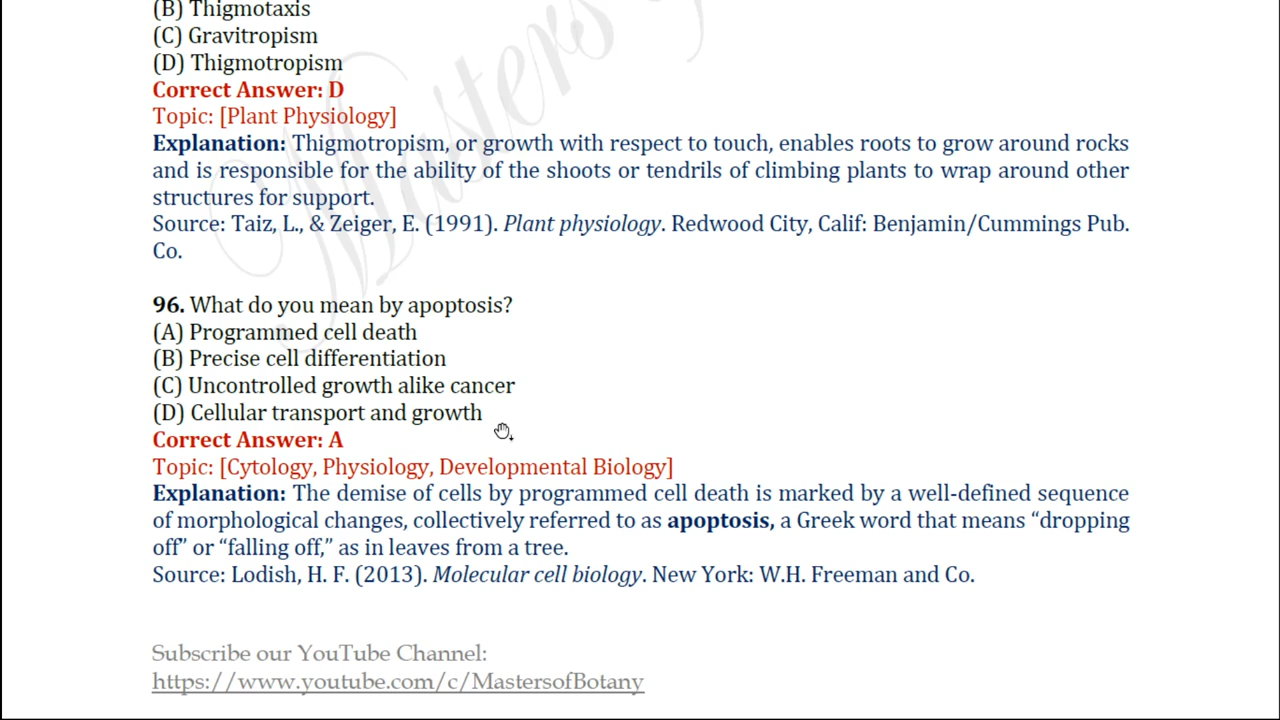 (B) Thigmotaxis
(C) Gravitropism
(D) Thigmotropism
Correct Answer: D
Topic: [Plant Physiology]
Explanation: Thigmotropism, or growth with respect to touch, enables roots to grow around rocks
and is responsible for the ability of the shoots or tendrils of climbing plants to wrap around other
structures for support.
Source: Taiz, L., & Zeiger, E. (1991). Plant physiology. Redwood City, Calif: Benjamin/Cummings Pub.
Co.
96. What do you mean by apoptosis?
(A) Programmed cell death
(B) Precise cell differentiation
(C) Uncontrolled growth alike cancer
(D) Cellular transport and growth
Correct Answer: A
Topic: [Cytology, Physiology, Developmental Biology]
Explanation: The demise of cells by programmed cell death is marked by a well-defined sequence
of morphological changes, collectively referred to as apoptosis, a Greek word that means “dropping
off” or “falling off,” as in leaves from a tree.
Source: Lodish, H. F. (2013). Molecular cell biology. New York: W.H. Freeman and Co.
Subscribe our YouTube Channel:
https://www.youtube.com/c/MastersofBotany
Masters